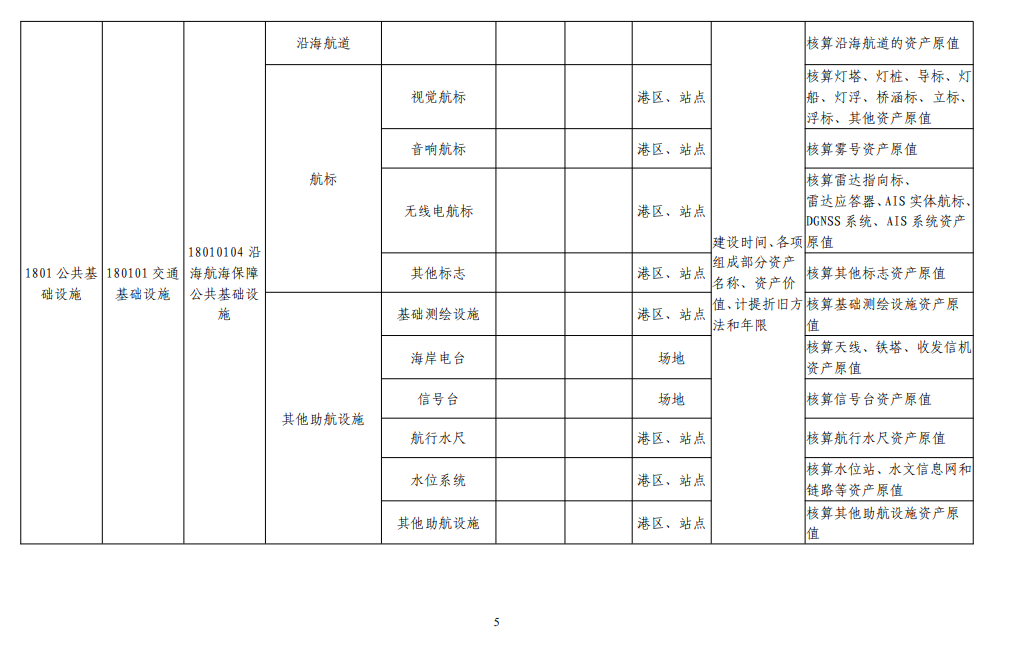 沿海航道
核算沿海航道的资产原值
视觉航标
港区、站点
核算灯塔、灯桩、导标、灯
船、灯浮、桥涵标、立标、
浮标、其他资产原值
音响航标
港区、站点
核算雾号资产原值
航标
无线电航标
港区、站点
核算雷达指向标、
雷达应答器、AIS 实体航标、
DGNSS 系统、AIS 系统资产
原值
其他标志
港区、站点
核算其他标志资产原值
1801 公共基
础设施
180101 交通
基础设施
18010104 沿
海航海保障
公共基础设
施
建设时间、各项
组成部分资产
名称、资产价
值、计提折旧方
法和年限
基础测绘设施
港区、站点
核算基础测绘设施资产原
值
海岸电台
场地
核算天线、铁塔、收发信机
资产原值
信号台
场地
核算信号台资产原值
其他助航设施
航行水尺
港区、站点
核算航行水尺资产原值
水位系统
港区、站点
核算水位站、水文信息网和
链路等资产原值
其他助航设施
港区、站点
核算其他助航设施资产原
值
5